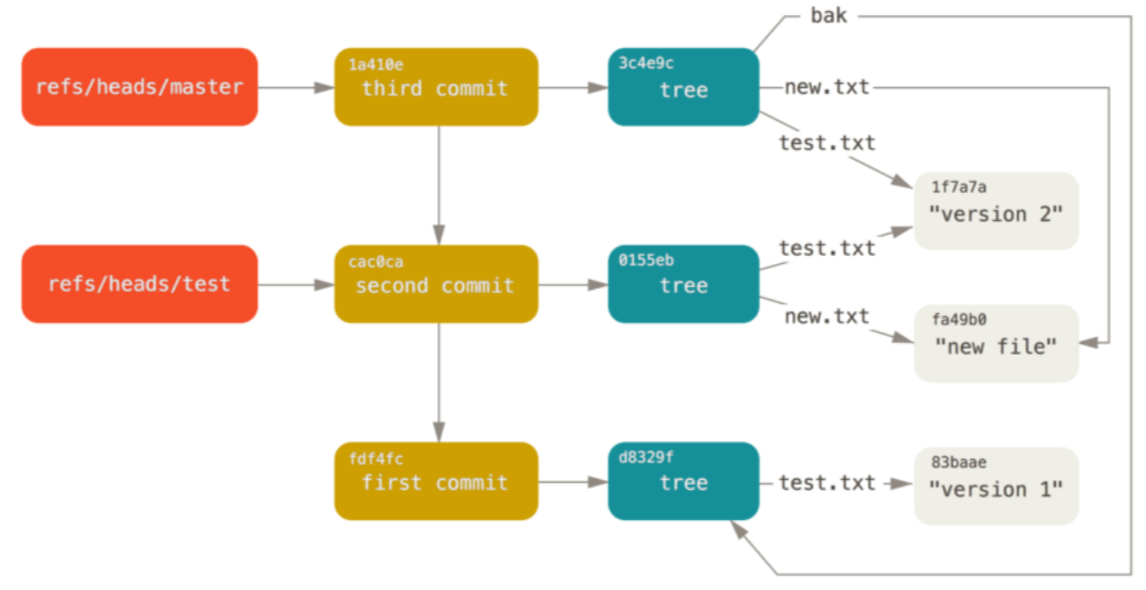 bak
refs/heads/master
1a410e
third commit
3c4e9c
tree
new.txt
test.txt
1f7a7a
"version 2"
refs/heads/test
cac0ca
second commit
0155eb
tree
test.txt
new.txt
fa49b0
"new file"
fdf4fc
first commit
d8329f
tree
test.txt
83baae
"version 1"